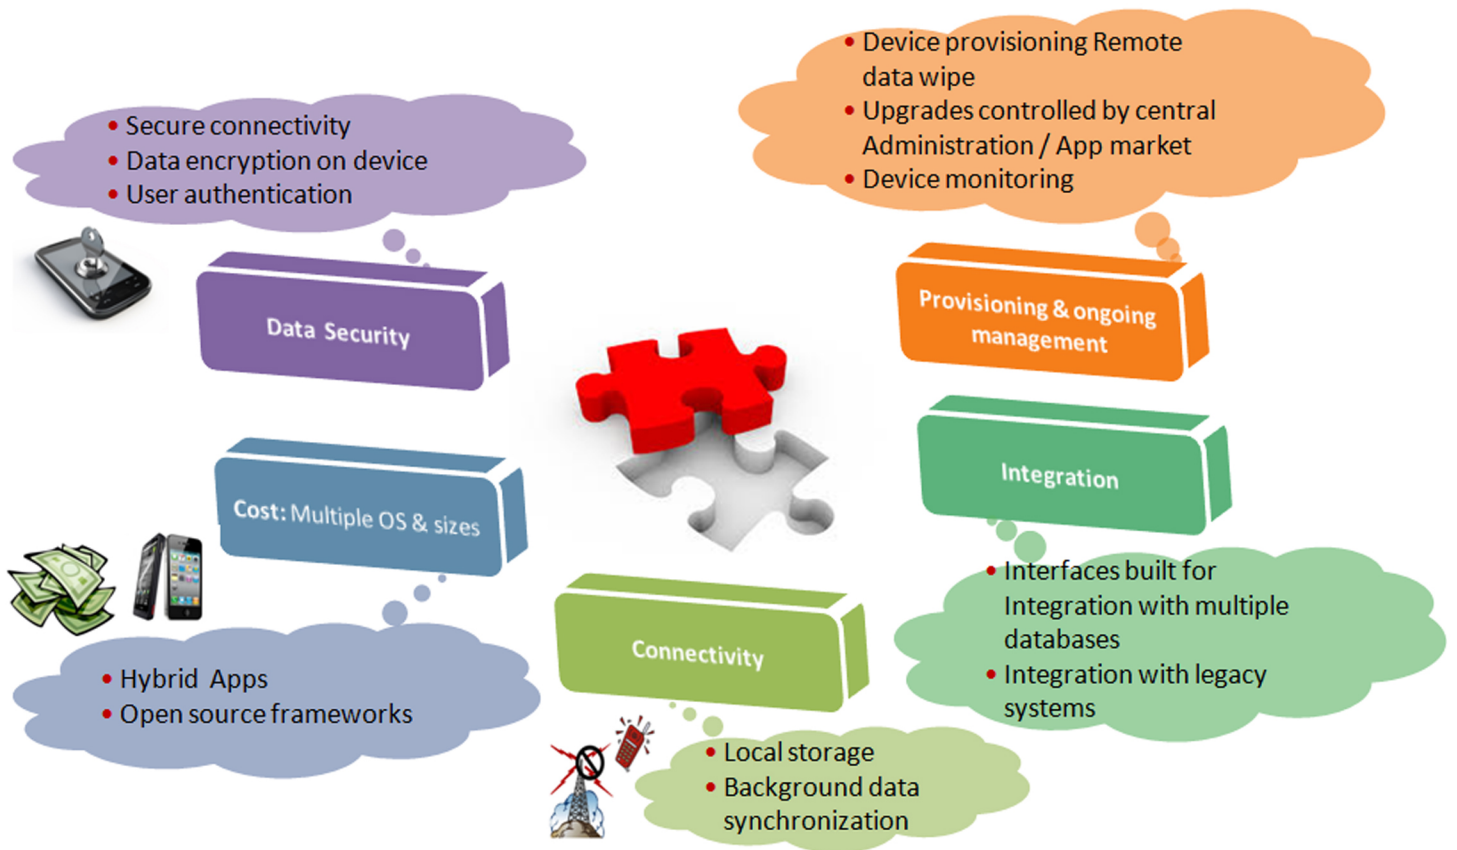 • Secure connectivity
• Data encryption on device
• User authentication
Data Security
• Device provisioning Remote
data wipe
• Upgrades controlled by central
Administration / App market
• Device monitoring
Provisioning & ongoing
management
Cost: Multiple OS & sizes
• Hybrid Apps
• Open source frameworks
Integration
• Interfaces built for
Integration with multiple
databases
• Integration with legacy
systems
Connectivity
• Local storage
• Background data
synchronization